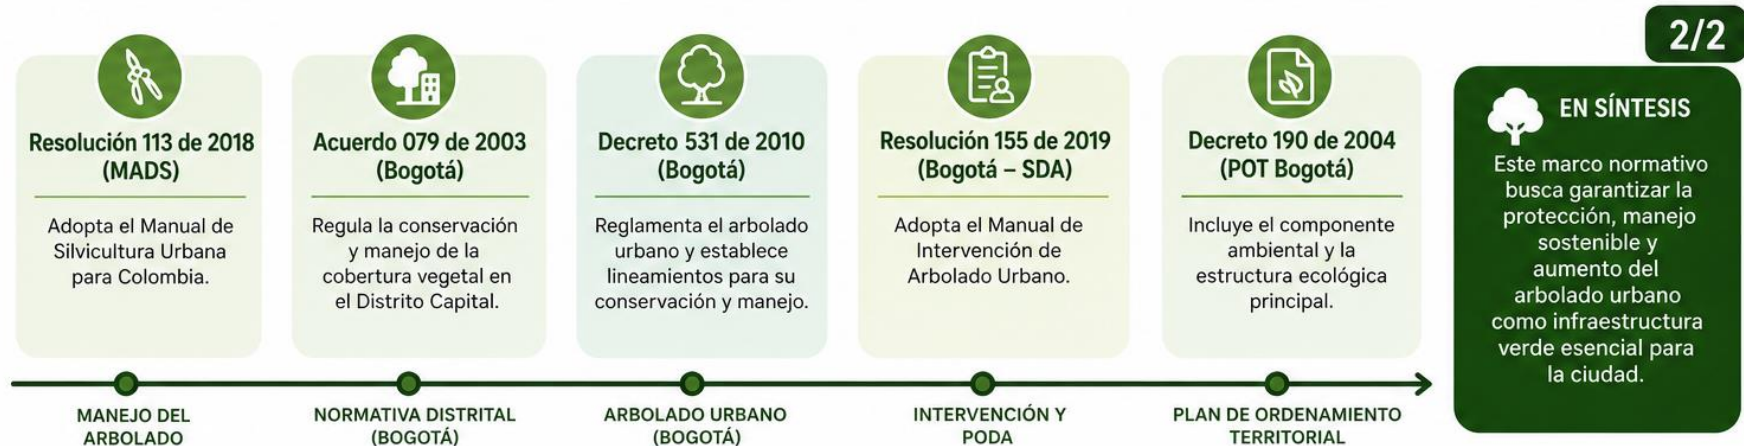 2/2
Resolución 113 de 2018
(MADS)
Adopta el Manual de
Silvicultura Urbana
para Colombia.
MANEJO DEL
ARBOLADO
Acuerdo 079 de 2003
(Bogotá)
Regula la conservación
y manejo de la
cobertura vegetal en
el Distrito Capital.
NORMATIVA DISTRITAL
(BOGOTÁ)
Decreto 531 de 2010
(Bogotá)
Reglamenta el arbolado
urbano y establece
lineamientos para su
conservación y manejo.
ARBOLADO URBANO
(BOGOTÁ)
Resolución 155 de 2019
(Bogotá – SDA)
Adopta el Manual de
Intervención de
Arbolado Urbano.
INTERVENCIÓN Y
PODA
Decreto 190 de 2004
(POT Bogotá)
Incluye el componente
ambiental y la
estructura ecológica
principal.
PLAN DE ORDENAMIENTO
TERRITORIAL
EN SÍNTESIS
Este marco normativo
busca garantizar la
protección, manejo
sostenible y
aumento del
arbolado urbano
como infraestructura
verde esencial para
la ciudad.